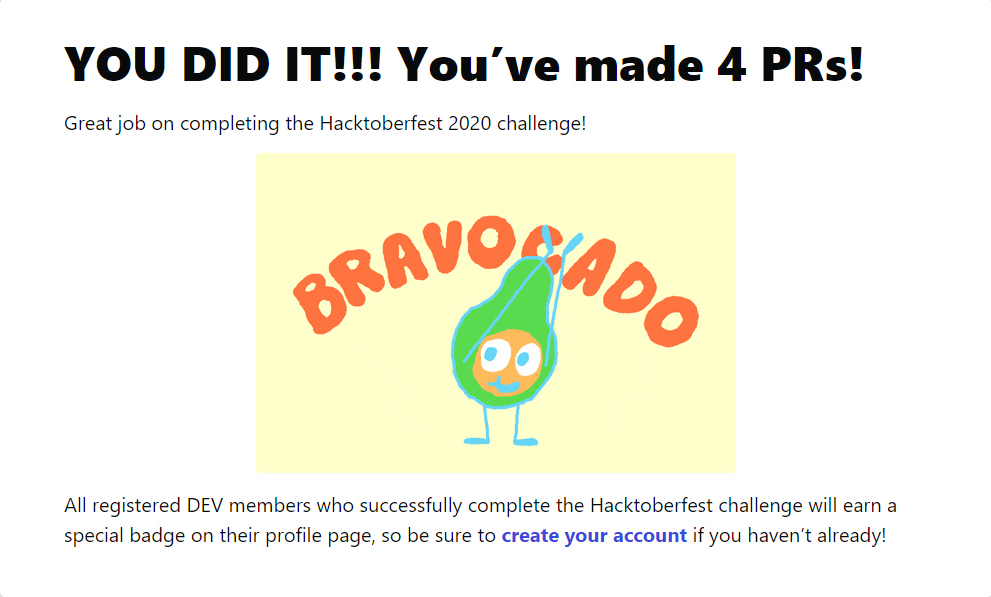 YOU DID IT!!! You′ve made 4 PRs!
Great job on completing the Hacktoberfest 2020 challenge!
BRAVOCADO
All registered DEV members who successfully complete the Hacktoberfest challenge will earn a
special badge on their profile page, so be sure to create your account if you haven’t already!